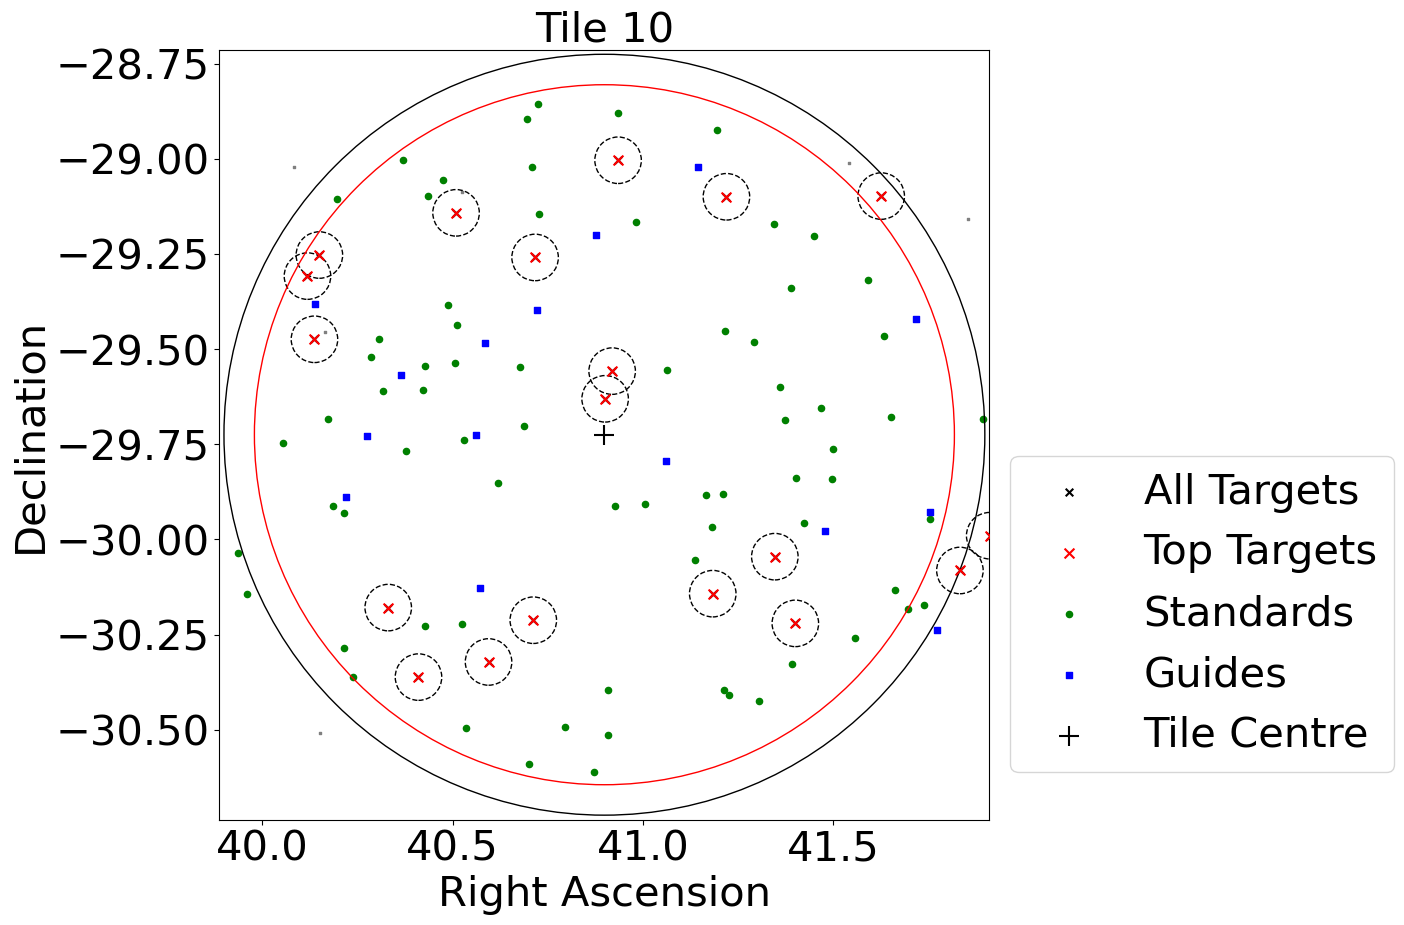 Tile 10
−28.75
−29.00
−29.25
−29.50
−29.75
−30.00
−30.25
−30.50
Declination
40.0 40.5 41.0 41.5
Right Ascension
All Targets
Top Targets
Standards
Guides
Tile Centre